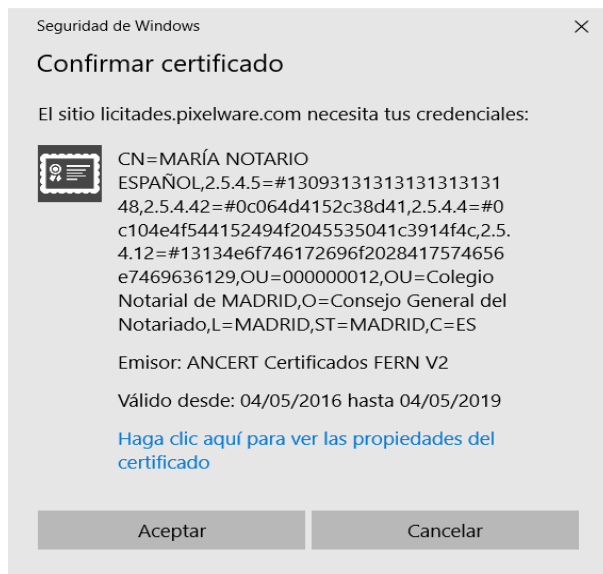 Seguridad de Windows
Confirmar certificado
El sitio licitades.pixelware.com necesita tus credenciales:
CN=MARÍA NOTARIO
ESPAÑOL,2.5.4.5=#13093131313131313131
48,2.5.4.42=#0c064d4152c38d41,2.5.4.4=#0
c104e4f544152494f2045535041c3914f4c,2.5.
4.12=#13134e6f746172696f2028417574656
e7469636129,OU=000000012,OU=Colegio
Notarial de MADRID,O=Consejo General del
Notariado,L=MADRID,ST=MADRID,C=ES
Emisor: ANCERT Certificados FERN V2
Válido desde: 04/05/2016 hasta 04/05/2019
Haga clic aquí para ver las propiedades del
certificado
Aceptar
Cancelar